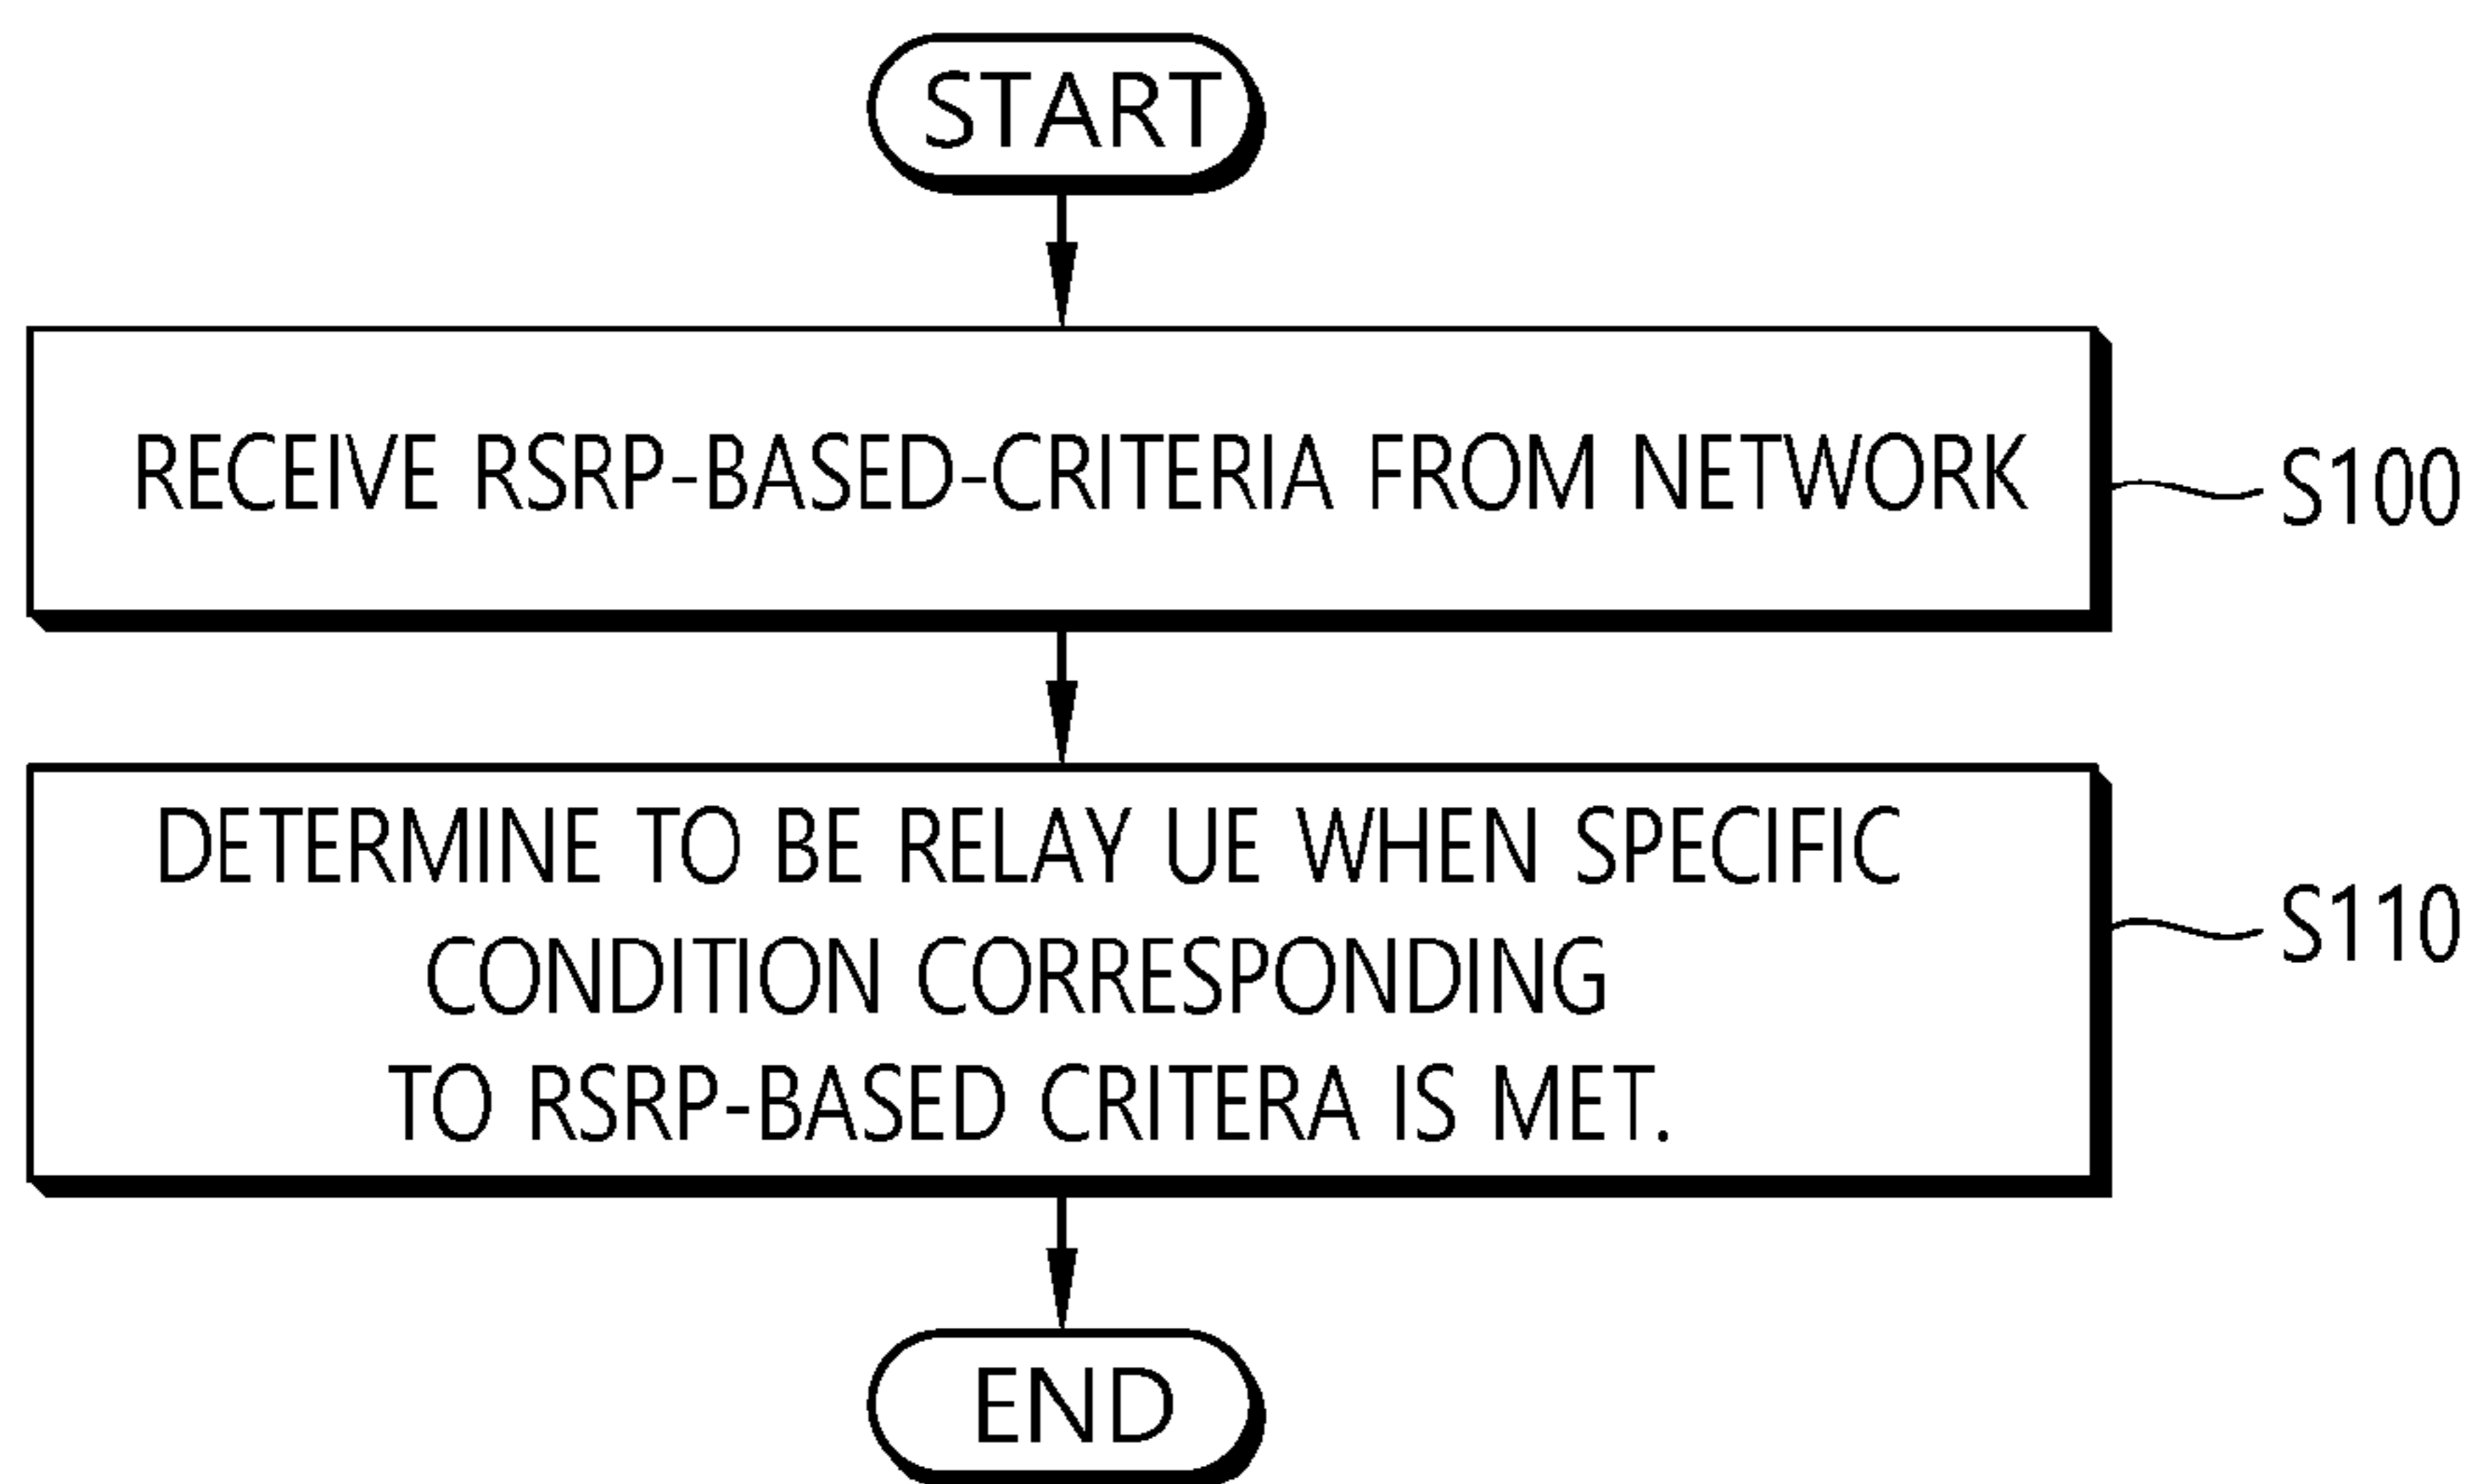 START
RECEIVE RSRP-BASED-CRITERIA FROM NETWORK
S100
DETERMINE TO BE RELAY UE WHEN SPECIFIC
CONDITION CORRESPONDING
TO RSRP-BASED CRITERA IS MET.
S110
END